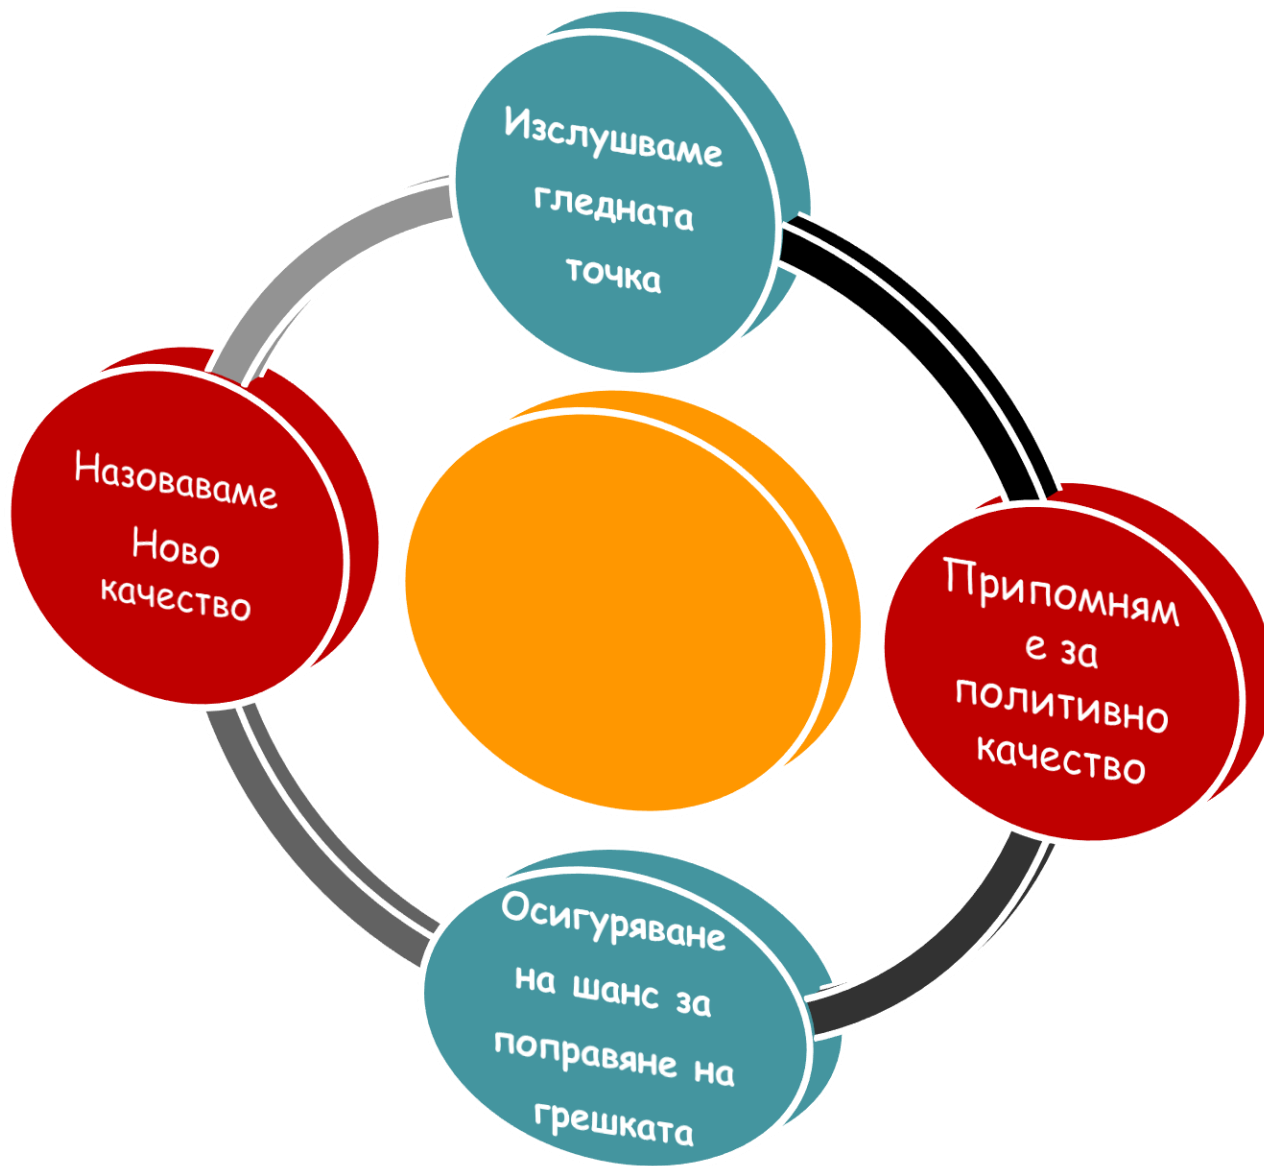 Изслушваме
гледната
точка
Припомням
е за
политивно
качество
Осигуряване
на шанс за
поправяне на
грешката
Назоваваме
Ново
качество